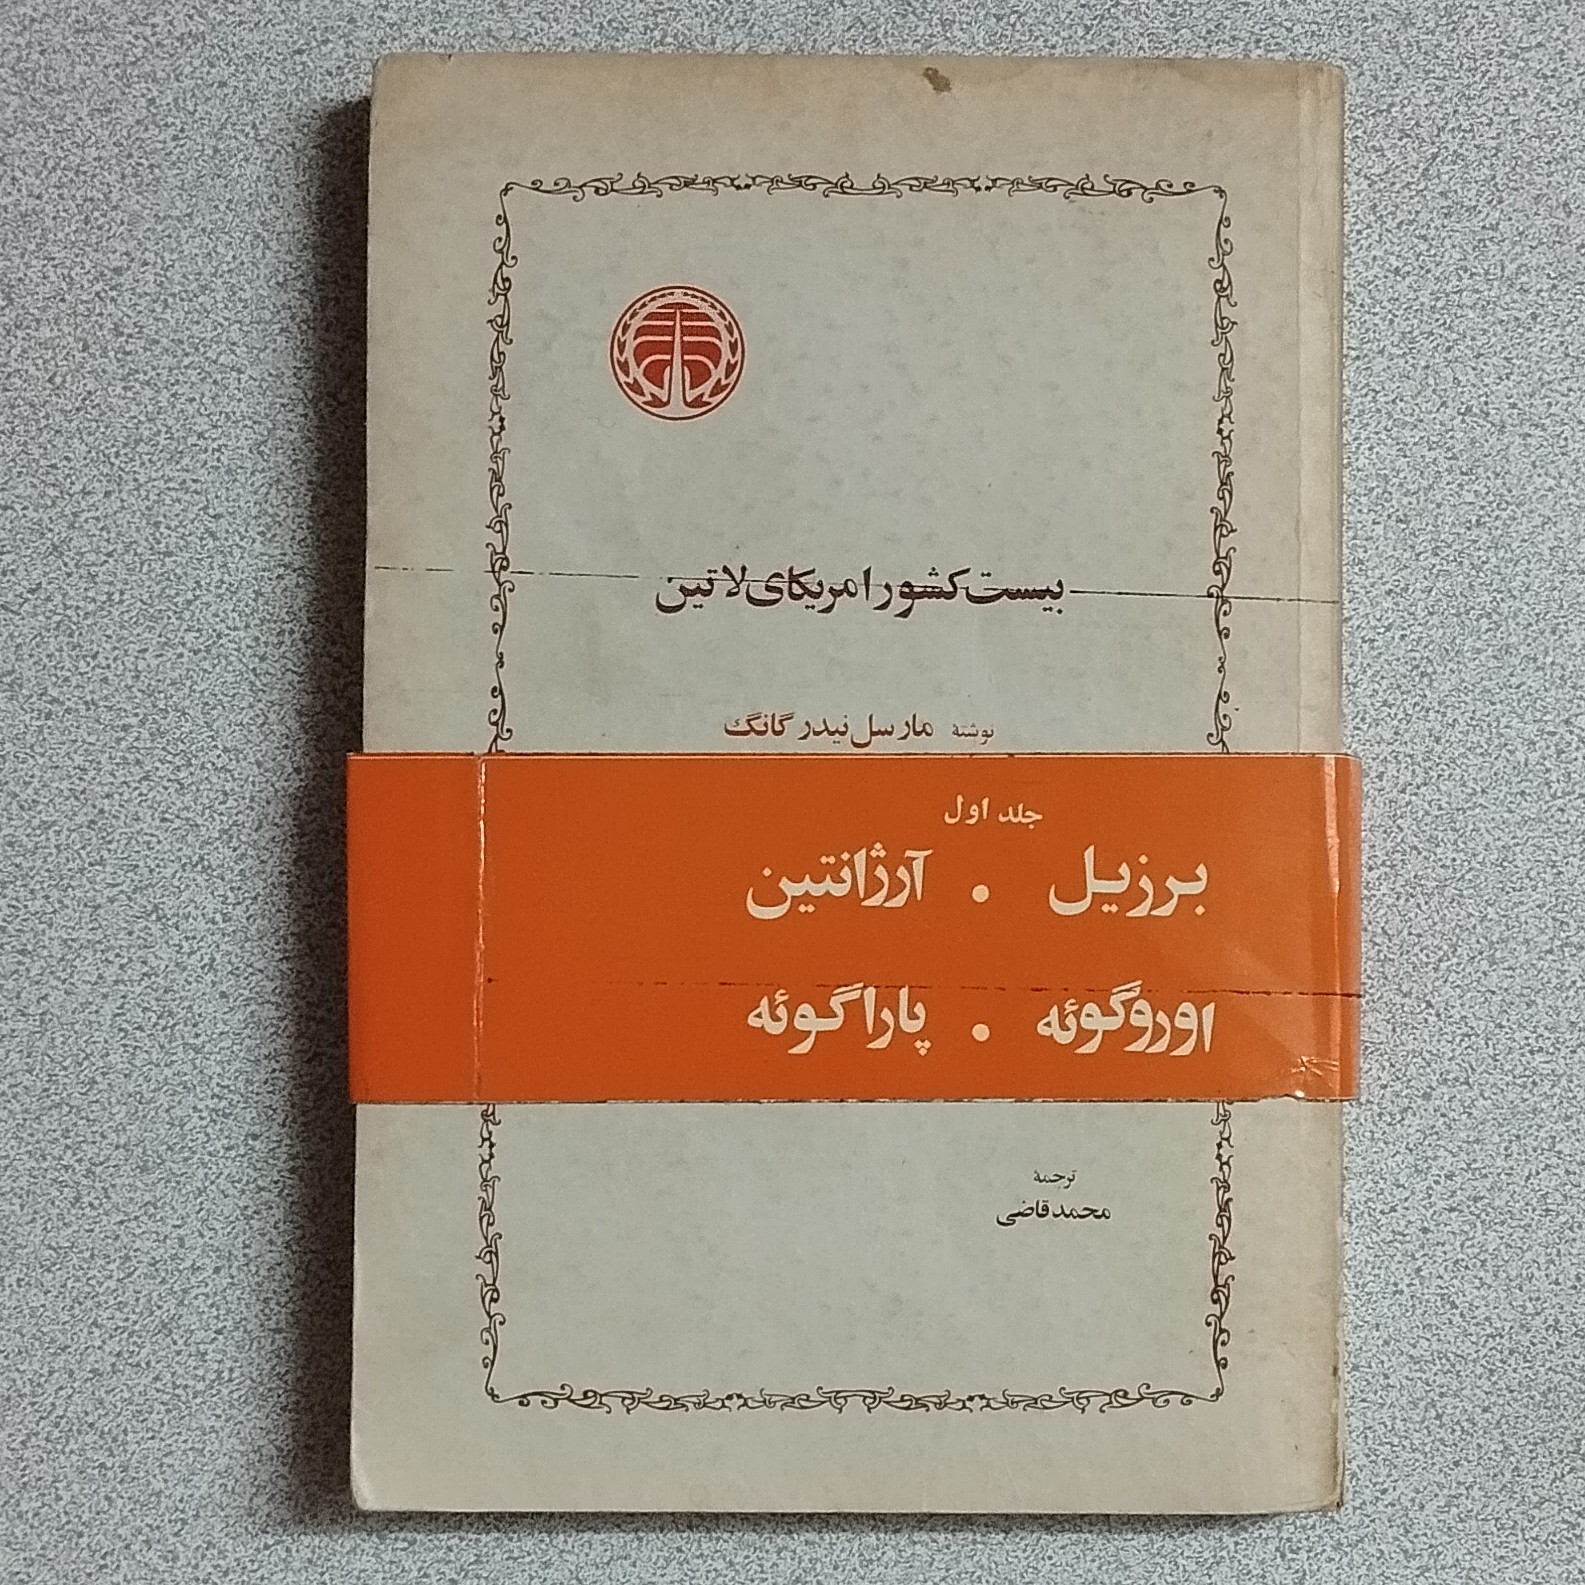 بیست کشور امریکای لاتین
نوشتهٔ مارسل نیدرگانگ
جلد اول
برزیل . آرژانتین
اوروگوئه . پاراگوئه
ترجمهٔ
محمد قاضی